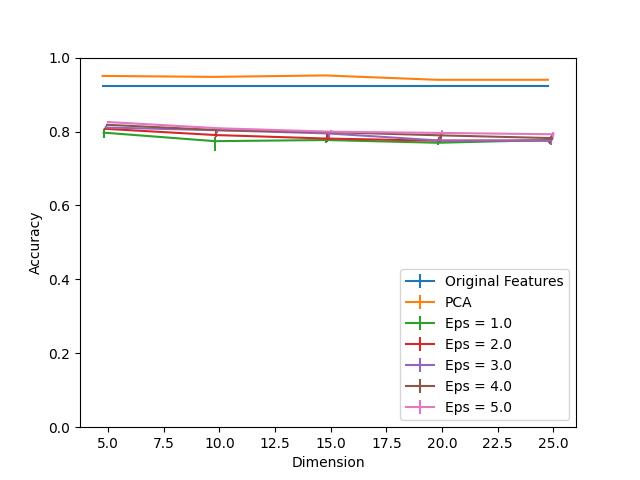 1.0
0.8
0.6
0.4
0.2
0.0
Accuracy
5.0 7.5 10.0 12.5 15.0 17.5 20.0 22.5 25.0
Dimension
Original Features
PCA
Eps = 1.0
Eps = 2.0
Eps = 3.0
Eps = 4.0
Eps = 5.0